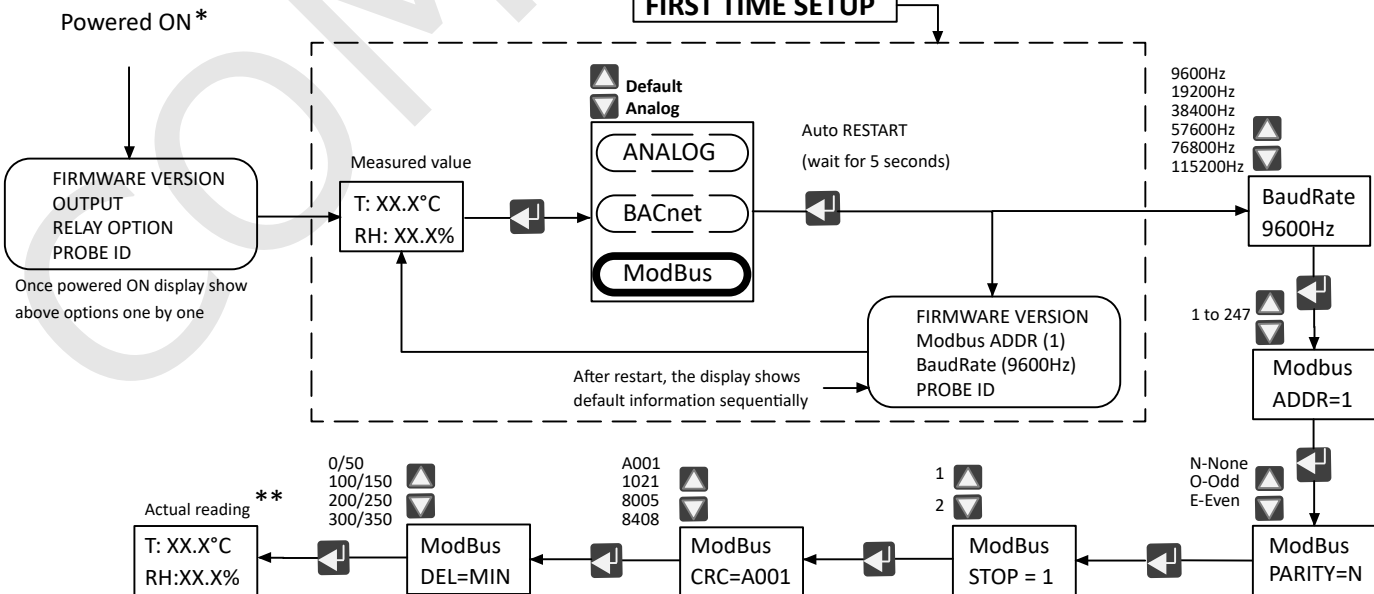 FIRST TIME SETUP
Powered ON*
FIRMWARE VERSION
OUTPUT
RELAY OPTION
PROBE ID
Once powered ON display show
above options one by one
Measured value
T: XX.X°C
RH: XX.X%
Default
Analog
ANALOG
BACnet
ModBus
Auto RESTART
(wait for 5 seconds)
FIRMWARE VERSION
Modbus ADDR (1)
BaudRate (9600Hz)
PROBE ID
After restart, the display shows
default information sequentially
9600Hz
19200Hz
38400Hz
57600Hz
76800Hz
115200Hz
BaudRate
9600Hz
1 to 247
Modbus
ADDR=1
N-None
O-Odd
E-Even
ModBus
PARITY=N
1
2
ModBus
STOP = 1
A001
1021
8005
8408
ModBus
CRC=A001
0/50
100/150
200/250
300/350
ModBus
DEL=MIN
Actual reading **
T: XX.X°C
RH:XX.X%